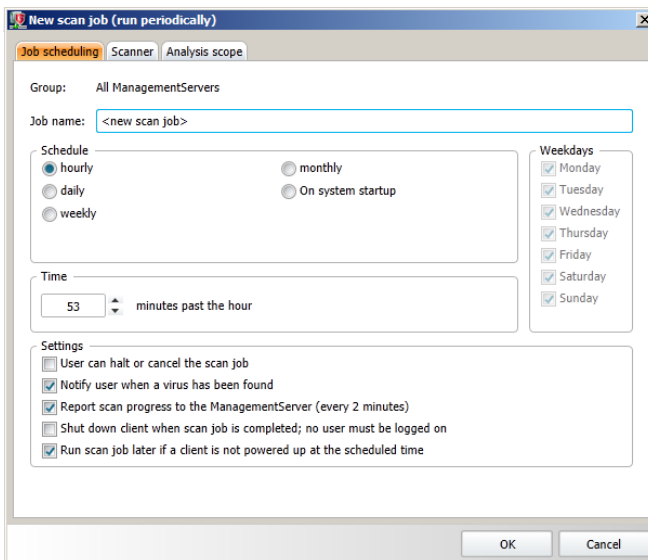 New scan job (run periodically)
Job scheduling Scanner Analysis scope
Group: All ManagementServers
Job name: <new scan job>
Schedule
hourly
monthly
daily
On system startup
weekly
Weekdays
Monday
Tuesday
Wednesday
Thursday
Friday
Saturday
Sunday
Time
53 minutes past the hour
Settings
User can halt or cancel the scan job
Notify user when a virus has been found
Report scan progress to the ManagementServer (every 2 minutes)
Shut down client when scan job is completed; no user must be logged on
Run scan job later if a client is not powered up at the scheduled time
OK Cancel